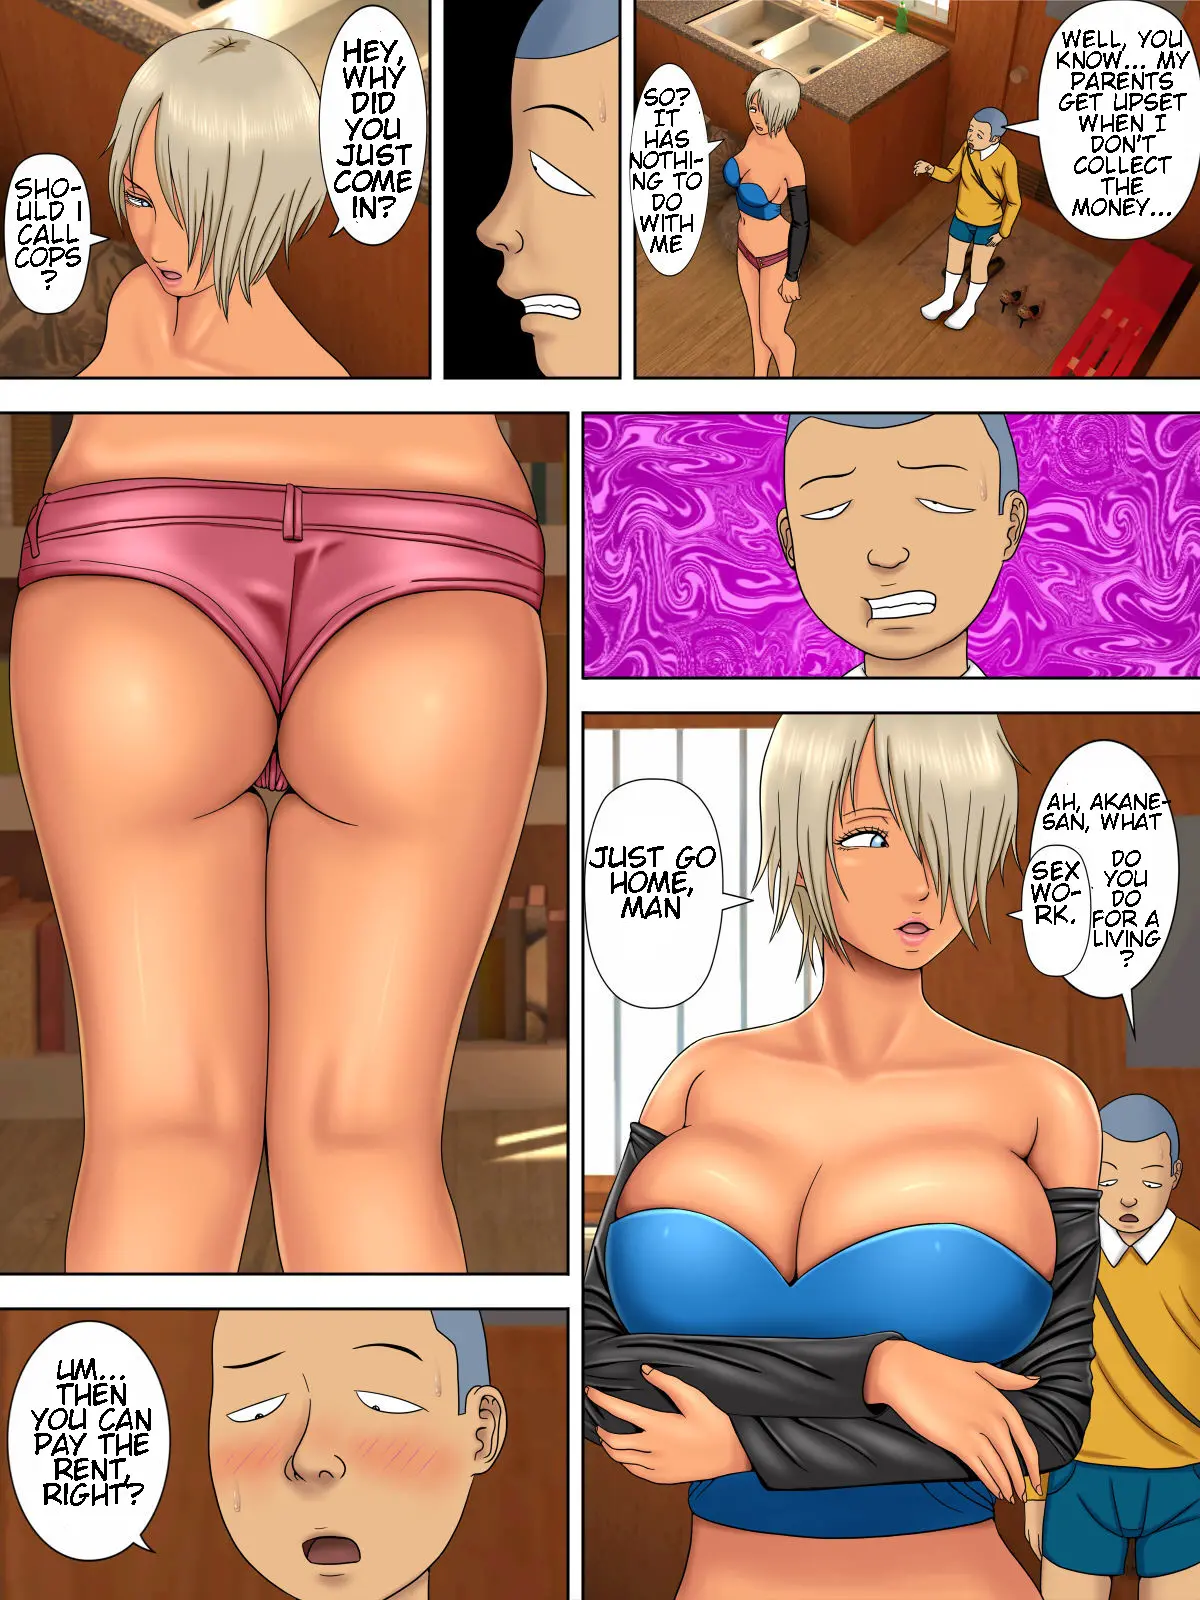 HEY,
WHY
DID
YOU
JUST
COME
IN?
SHO-
ULD I
CALL
COPS
?
WELL, YOU
KNOW... MY
PARENTS
GET UPSET
WHEN I
DON'T
COLLECT
THE
MONEY...
SO?
IT
HAS
NOTHI-
NG TO
DO
WITH
ME
AH, AKANE-
SAN, WHAT
DO
YOU
DO
FOR A
LIVING
?
SEX
WO-
RK.
JUST GO
HOME,
MAN
UM...
THEN
YOU CAN
PAY THE
RENT,
RIGHT?